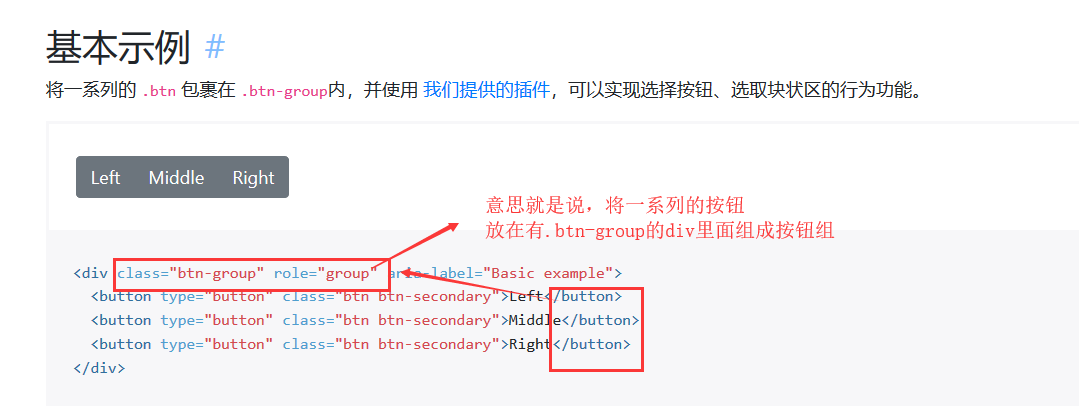 基本示例 #
将一系列的 .btn 包裹在 .btn-group内，并使用 我们提供的插件，可以实现选择按钮、选取块状区的行为功能。
Left Middle Right
意思就是说，将一系列的按钮
放在有.btn-group的div里面组成按钮组
<div class="btn-group" role="group" aria-label="Basic example">
<button type="button" class="btn btn-secondary">Left</button>
<button type="button" class="btn btn-secondary">Middle</button>
<button type="button" class="btn btn-secondary">Right</button>
</div>